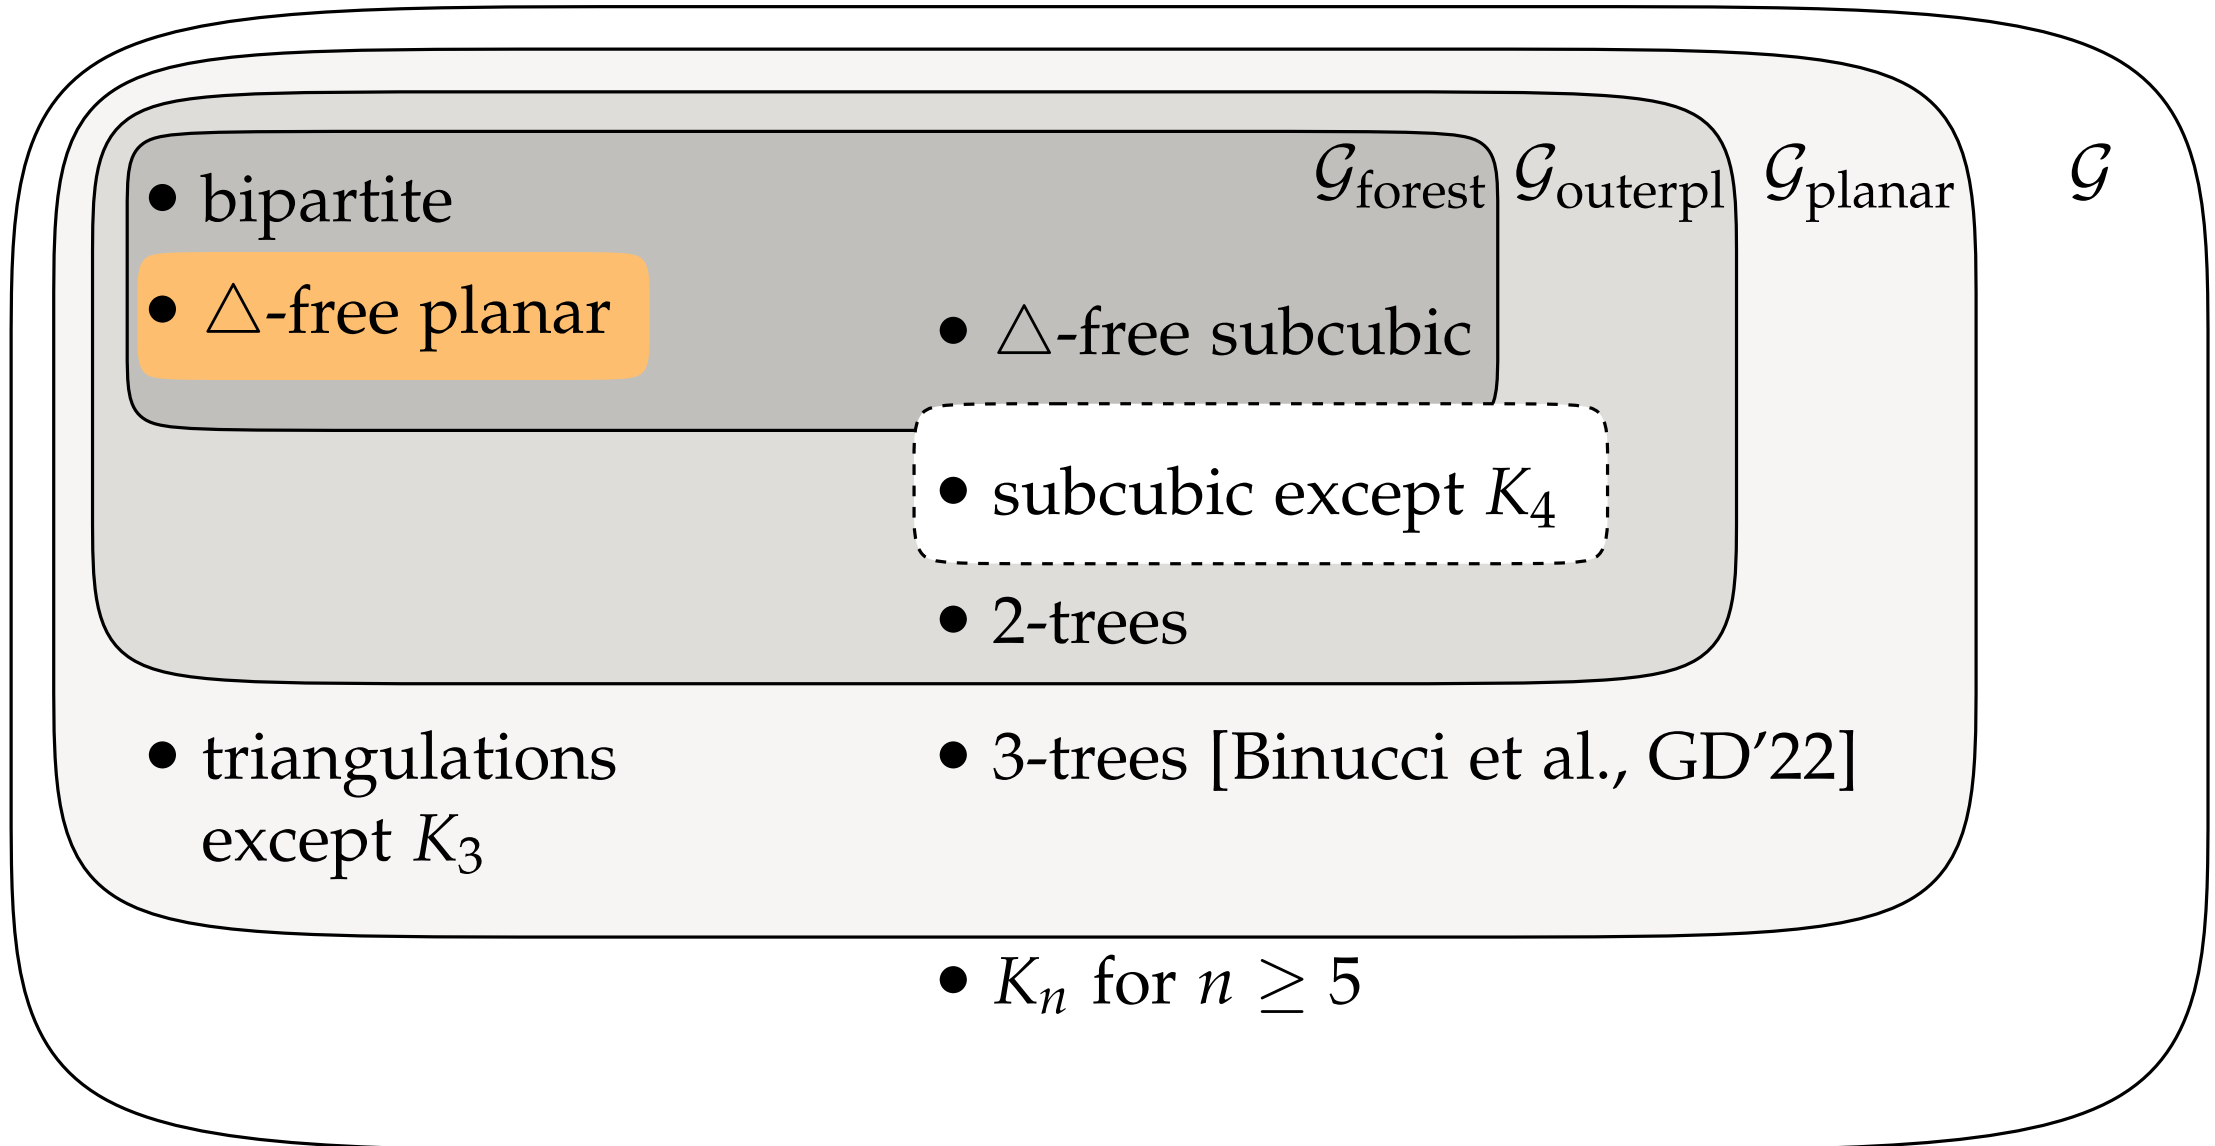 • bipartite
𝒢forest 𝒢outerpl 𝒢planar 𝒢
• △-free planar
• △-free subcubic
• subcubic except K₄
• 2-trees
• triangulations
except K₃
• 3-trees [Binucci et al., GD’22]
• Kₙ for n ≥ 5